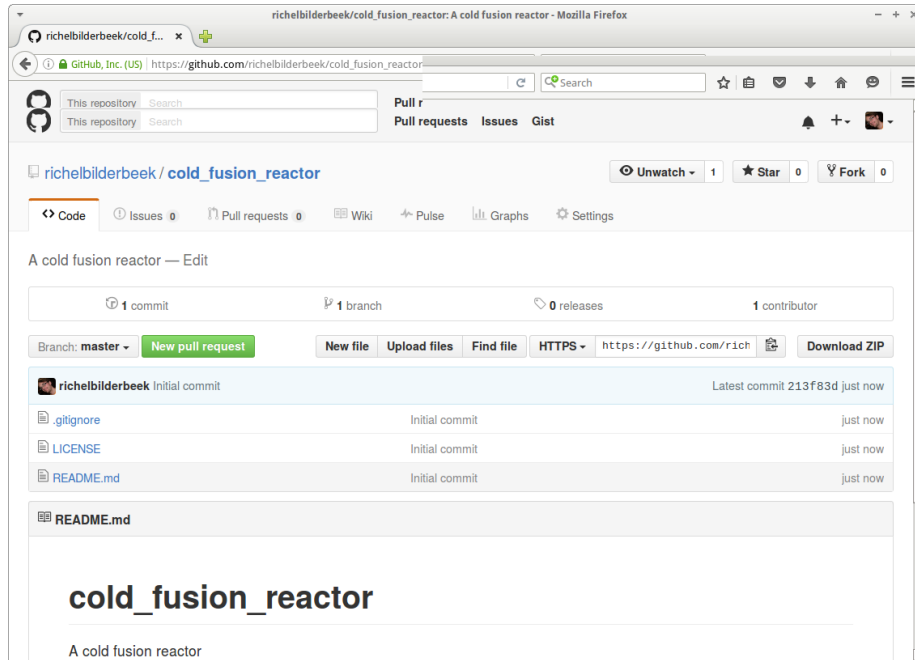 richelbilderbeek/cold_fusion_reactor: A cold fusion reactor - Mozilla Firefox
richelbilderbeek/cold_f...
GitHub, Inc. (US) https://github.com/richelbilderbeek/cold_fusion_reactor
Search
This repository Search
Pull r
This repository Search Pull requests Issues Gist
richelbilderbeek / cold_fusion_reactor Unwatch 1 Star 0 Fork 0
Code Issues 0 Pull requests 0 Wiki Pulse Graphs Settings
A cold fusion reactor — Edit
1 commit 1 branch 0 releases 1 contributor
Branch: master New pull request New file Upload files Find file HTTPS https://github.com/rich Download ZIP
richelbilderbeek Initial commit Latest commit 213f83d just now
.gitignore Initial commit just now
LICENSE Initial commit just now
README.md Initial commit just now
README.md
cold_fusion_reactor
A cold fusion reactor